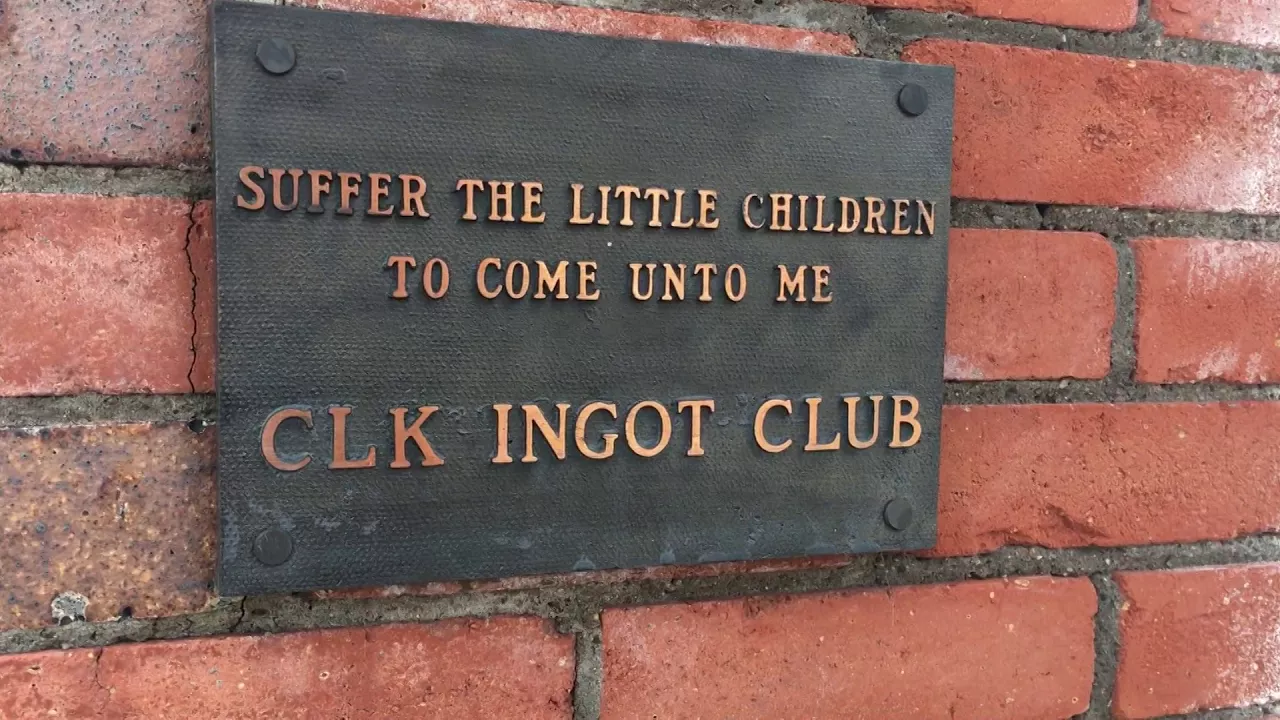 SUFFER THE LITTLE CHILDREN
TO COME UNTO ME
CLK INGOT CLUB